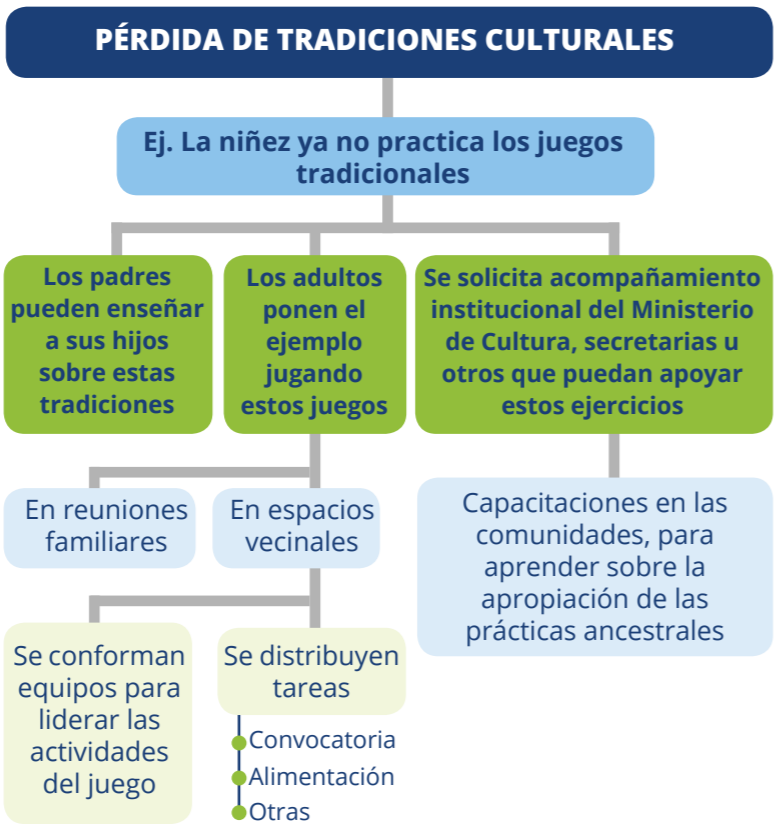 PÉRDIDA DE TRADICIONES CULTURALES
Ej. La niñez ya no practica los juegos
tradicionales
Los padres
pueden enseñar
a sus hijos
sobre estas
tradiciones
Los adultos
ponen el
ejemplo
jugando
estos juegos
Se solicita acompañamiento
institucional del Ministerio
de Cultura, secretarias u
otros que puedan apoyar
estos ejercicios
En reuniones
familiares
En espacios
vecinales
Capacitaciones en las
comunidades, para
aprender sobre la
apropiación de las
prácticas ancestrales
Se conforman
equipos para
liderar las
actividades
del juego
Se distribuyen
tareas
Convocatoria
Alimentación
Otras